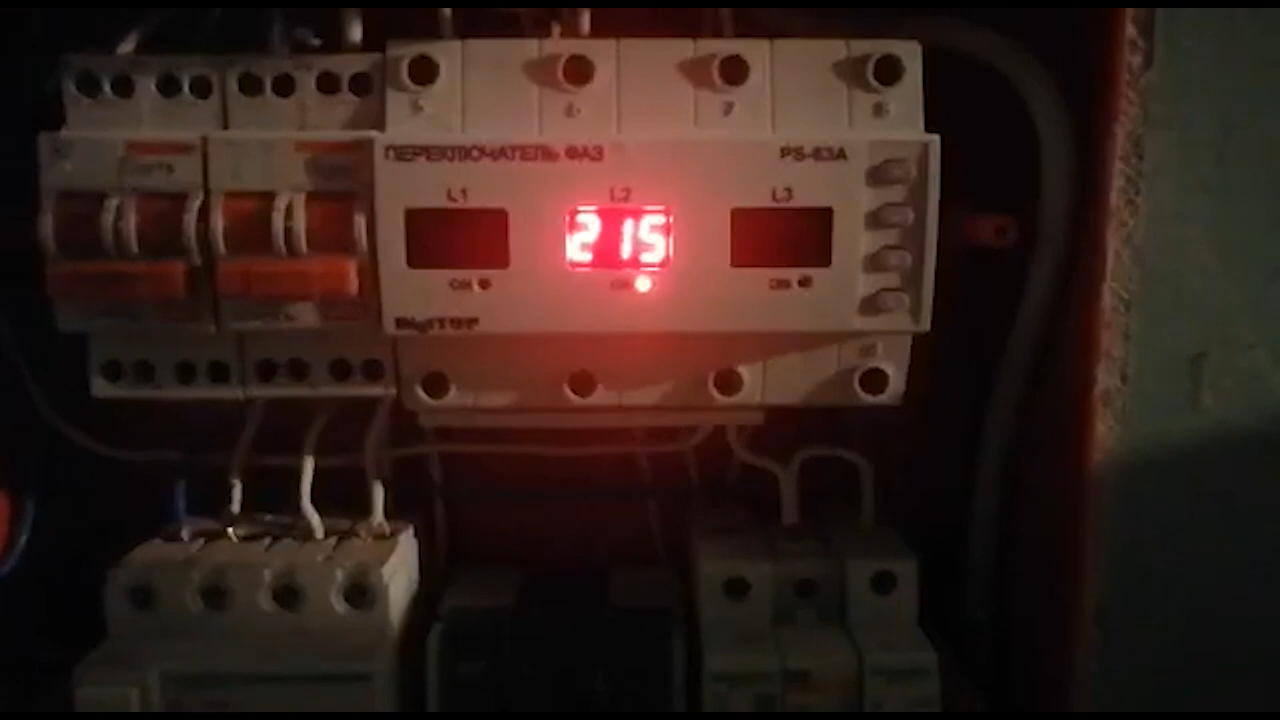 5 6 7 8
ПЕРЕКЛЮЧАТЕЛЬ ФАЗ PS-63A
L1 L2 L3
215
ON ON ON
DigiTOP